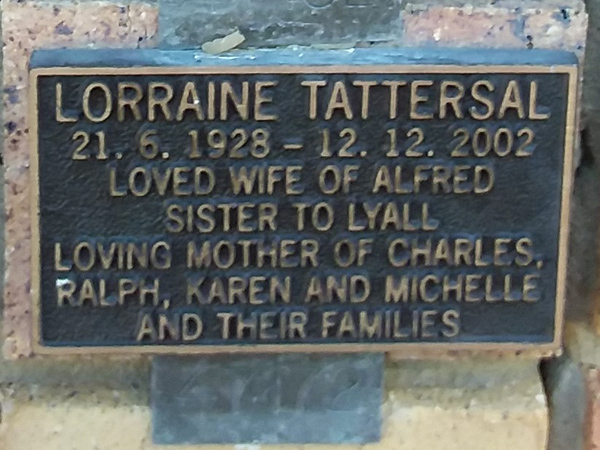 LORRAINE TATTERSAL
21. 6. 1928 – 12. 12. 2002
LOVED WIFE OF ALFRED
SISTER TO LYALL
LOVING MOTHER OF CHARLES,
RALPH, KAREN AND MICHELLE
AND THEIR FAMILIES